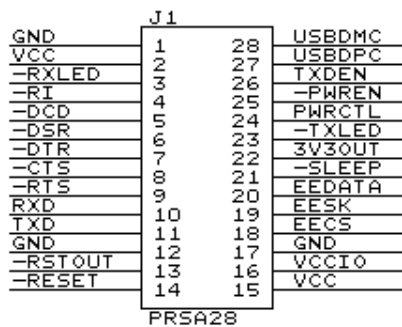 J1
GND 1 28 USBDMC
VCC 2 27 USBDPC
-RXLED 3 26 TXDEN
-RI 4 25 -PWREN
-DCD 5 24 PWRCTL
-DSR 6 23 -TXLED
-DTR 7 22 3V3OUT
-CTS 8 21 -SLEEP
-RTS 9 20 EEDATA
RXD 10 19 EESK
TXD 11 18 EECS
GND 12 17 GND
-RSTOUT 13 16 VCCIO
-RESET 14 15 VCC
PRSA28